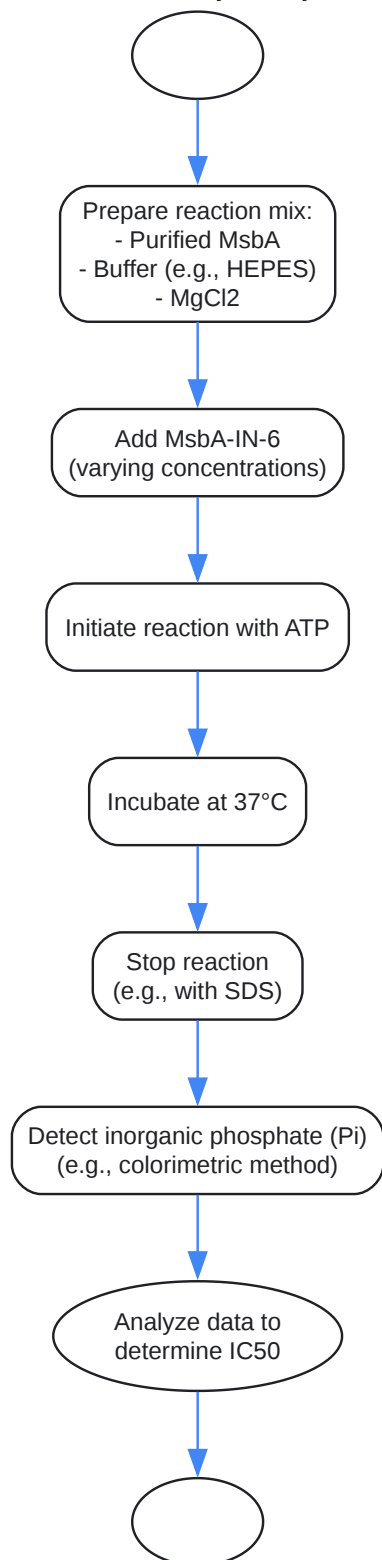 Prepare reaction mix:
- Purified MsbA
- Buffer (e.g., HEPES)
- MgCl2
Add MsbA-IN-6
(varying concentrations)
Initiate reaction with ATP
Incubate at 37°C
Stop reaction
(e.g., with SDS)
Detect inorganic phosphate (Pi)
(e.g., colorimetric method)
Analyze data to
determine IC50